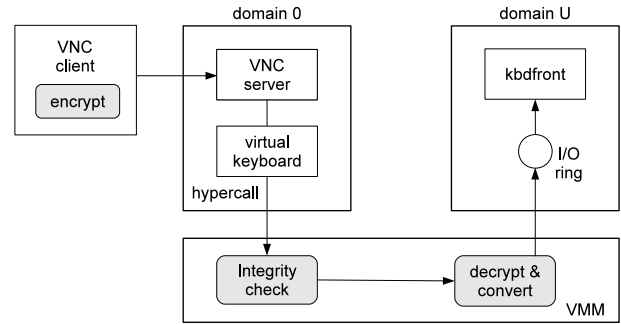 domain 0
domain U
VNC
client
encrypt
VNC
server
kbdfront
virtual
keyboard
I/O
ring
hypercall
Integrity
check
decrypt &
convert
VMM